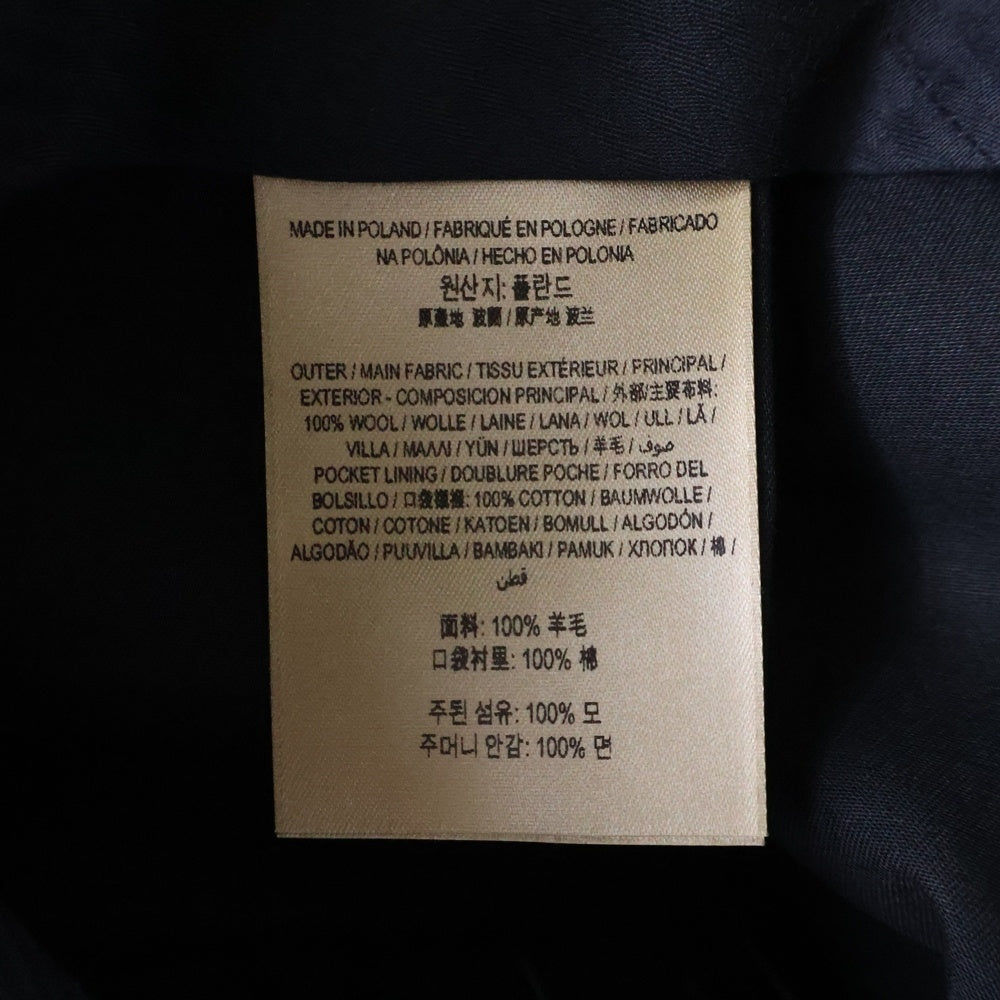 MADE IN POLAND / FABRIQUÉ EN POLOGNE / FABRICADO
NA POLÔNIA / HECHO EN POLONIA
원산지: 폴란드
原產地 波蘭 / 原产地 波兰
OUTER / MAIN FABRIC / TISSU EXTÉRIEUR / PRINCIPAL /
EXTERIOR - COMPOSICION PRINCIPAL / 外部/主要布料:
100% WOOL / WOLLE / LAINE / LANA / WOL / ULL / LÃ /
VILLA / ΜΑΛΛΙ / YÜN / ШЕРСТЬ / 羊毛 / صوف
POCKET LINING / DOUBLURE POCHE / FORRO DEL
BOLSILLO / 口袋襯裡: 100% COTTON / BAUMWOLLE /
COTON / COTONE / KATOEN / BOMULL / ALGODÓN /
ALGODÃO / PUUVILLA / BAMBAKI / PAMUK / ХЛОПОК / 棉 /
قطن
面料: 100% 羊毛
口袋衬里: 100% 棉
주된 섬유: 100% 모
주머니 안감: 100% 면